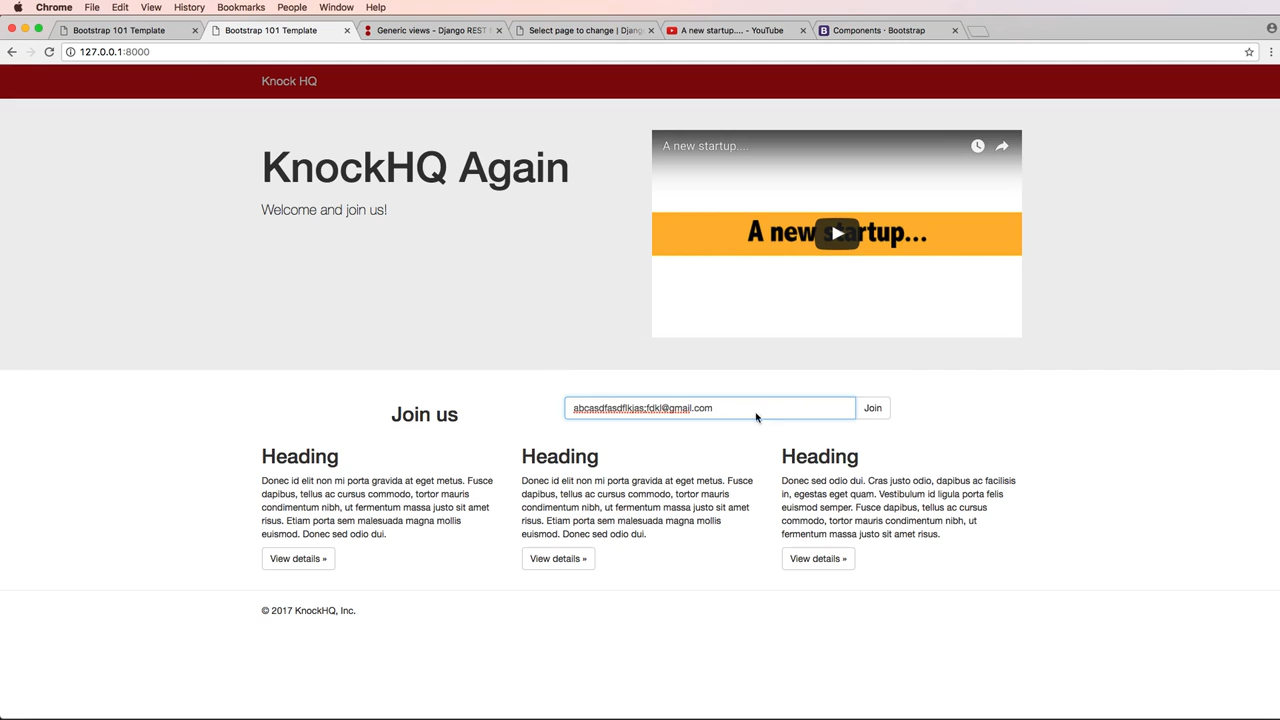 Chrome File Edit View History Bookmarks People Window Help
Bootstrap 101 Template
Bootstrap 101 Template
Generic views - Django REST
Select page to change | Djang
A new startup.... - YouTube
Components · Bootstrap
127.0.0.1:8000
Knock HQ
KnockHQ Again
Welcome and join us!
A new startup....
A new startup...
Join us
abcasdfasdflkjas;fdkl@gmail.com
Join
Heading
Donec id elit non mi porta gravida at eget metus. Fusce
dapibus, tellus ac cursus commodo, tortor mauris
condimentum nibh, ut fermentum massa justo sit amet
risus. Etiam porta sem malesuada magna mollis
euismod. Donec sed odio dui.
View details »
Heading
Donec id elit non mi porta gravida at eget metus. Fusce
dapibus, tellus ac cursus commodo, tortor mauris
condimentum nibh, ut fermentum massa justo sit amet
risus. Etiam porta sem malesuada magna mollis
euismod. Donec sed odio dui.
View details »
Heading
Donec sed odio dui. Cras justo odio, dapibus ac facilisis
in, egestas eget quam. Vestibulum id ligula porta felis
euismod semper. Fusce dapibus, tellus ac cursus
commodo, tortor mauris condimentum nibh, ut
fermentum massa justo sit amet risus.
View details »
© 2017 KnockHQ, Inc.